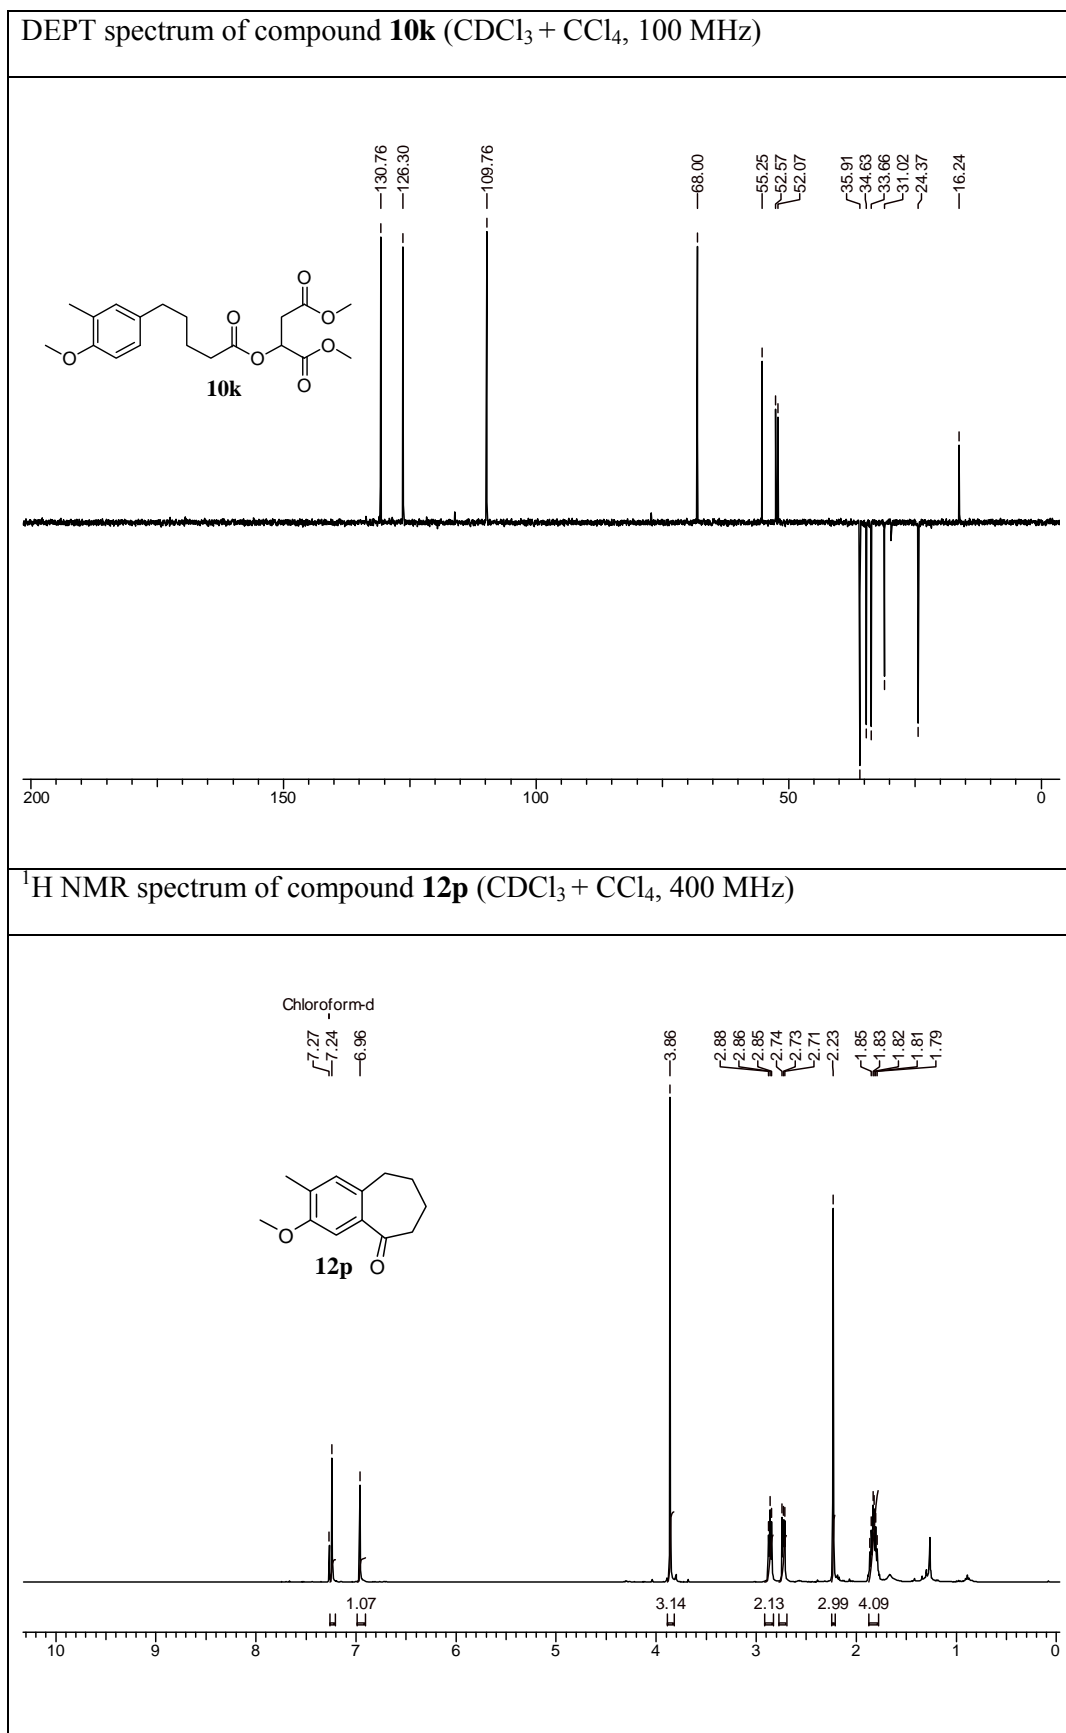 DEPT spectrum of compound 10k (CDCl3 + CCl4, 100 MHz)
130.76
126.30
109.76
68.00
55.25
52.57
52.07
35.91
34.63
33.66
31.02
24.37
16.24
O
O
O
O
O
O
O
10k
200 150 100 50 0
1H NMR spectrum of compound 12p (CDCl3 + CCl4, 400 MHz)
Chloroform-d
7.27
7.24
6.96
3.86
2.88
2.86
2.85
2.74
2.73
2.71
2.23
1.85
1.83
1.82
1.81
1.79
O
12p O
1.07 3.14 2.13 2.99 4.09
10 9 8 7 6 5 4 3 2 1 0